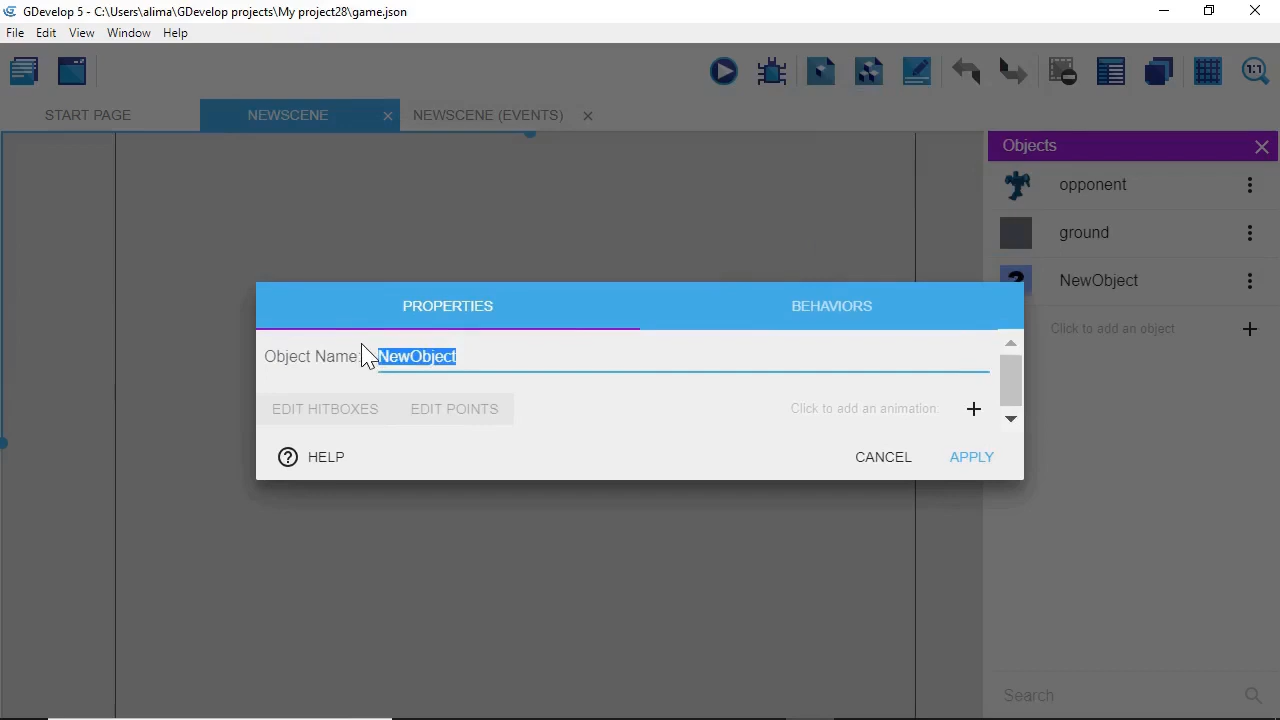 GDevelop 5 - C:\Users\alima\GDevelop projects\My project28\game.json
File Edit View Window Help
1:1
START PAGE NEWSCENE NEWSCENE (EVENTS)
Objects
opponent
ground
NewObject
Click to add an object
PROPERTIES BEHAVIORS
Object Name: NewObject
EDIT HITBOXES EDIT POINTS Click to add an animation.
? HELP CANCEL APPLY
Search